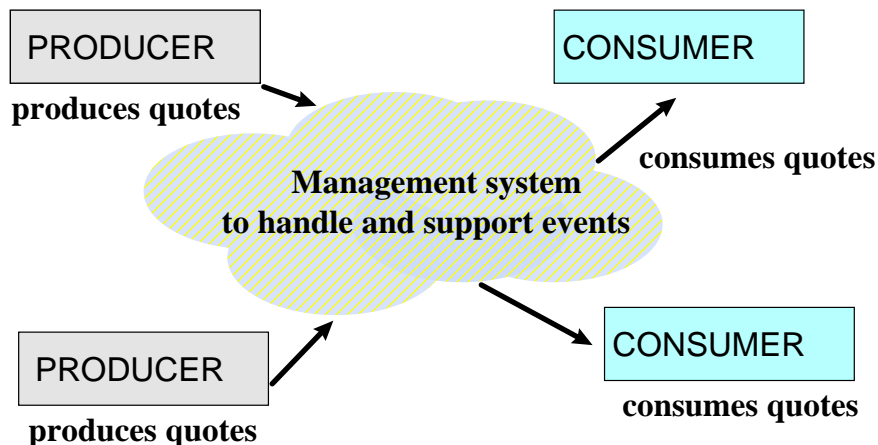 PRODUCER
produces quotes
CONSUMER
consumes quotes
Management system
to handle and support events
PRODUCER
produces quotes
CONSUMER
consumes quotes